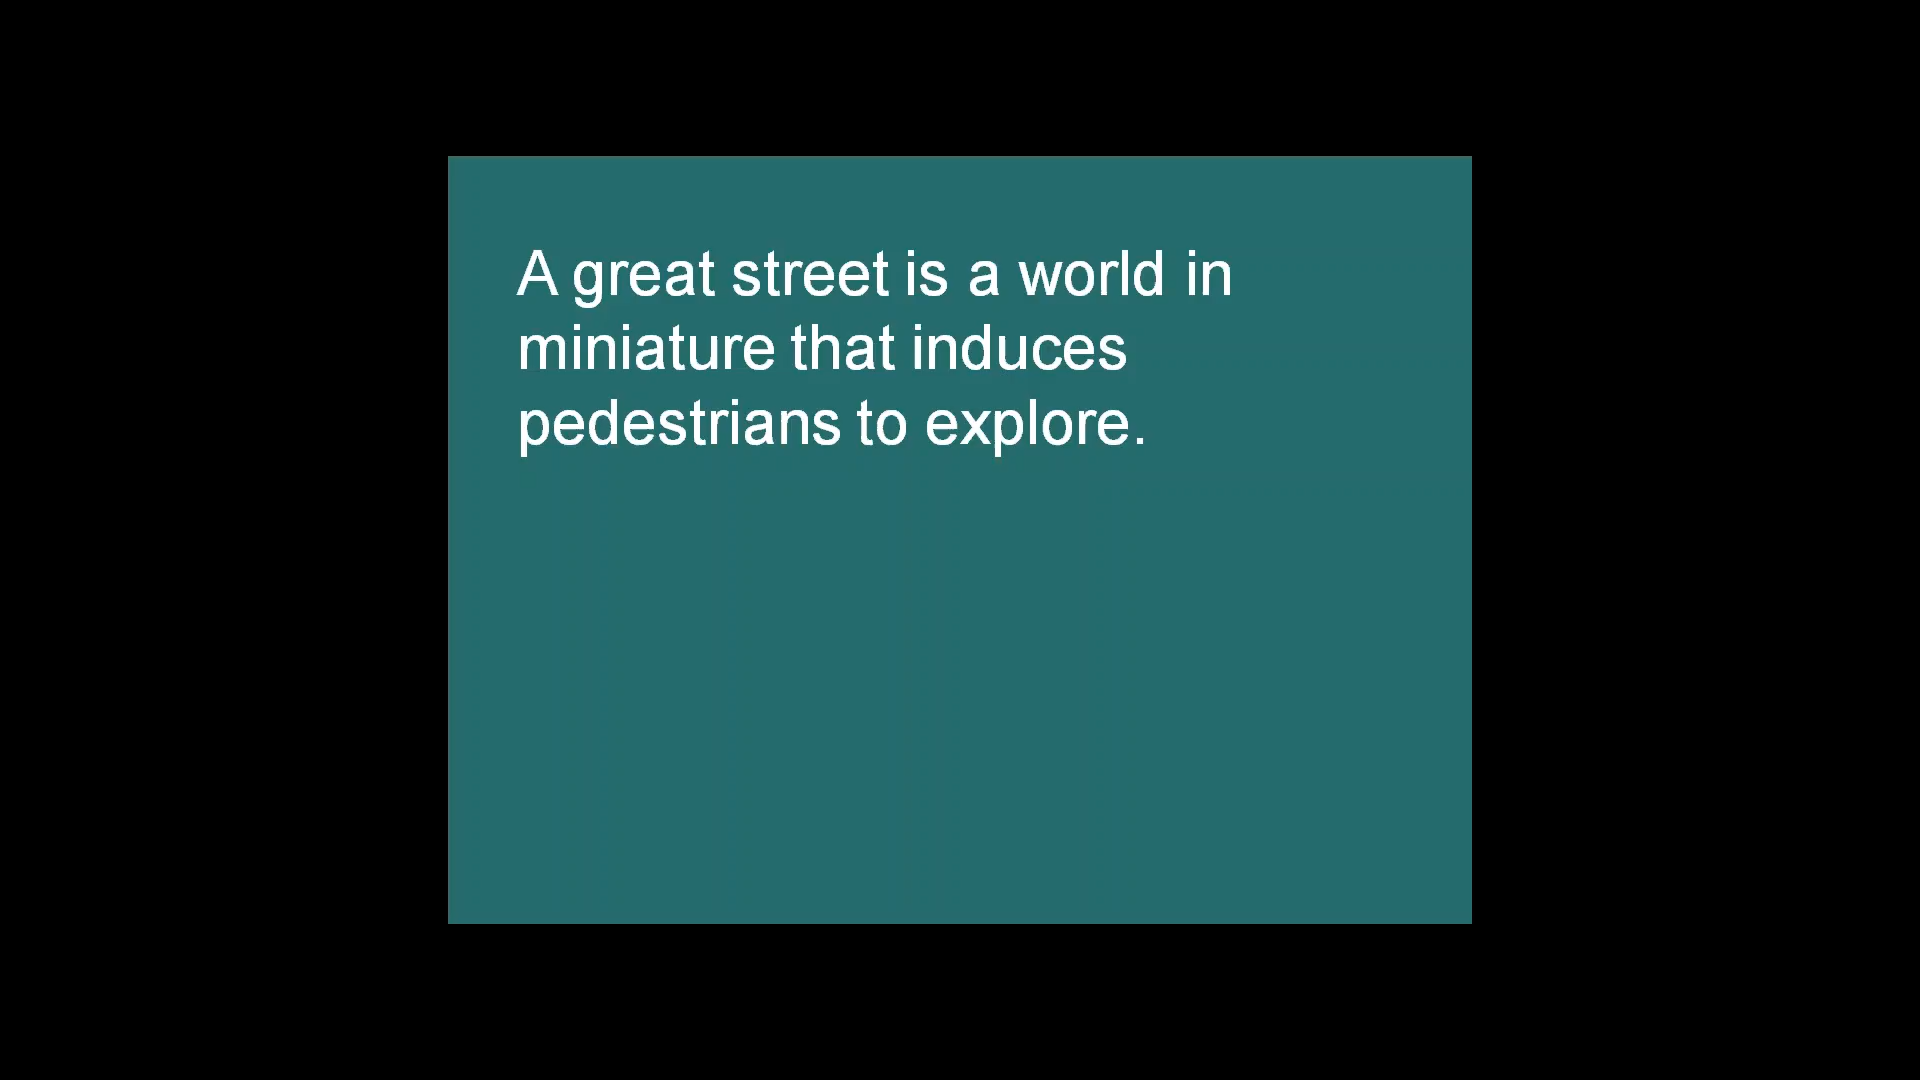 A great street is a world in
miniature that induces
pedestrians to explore.